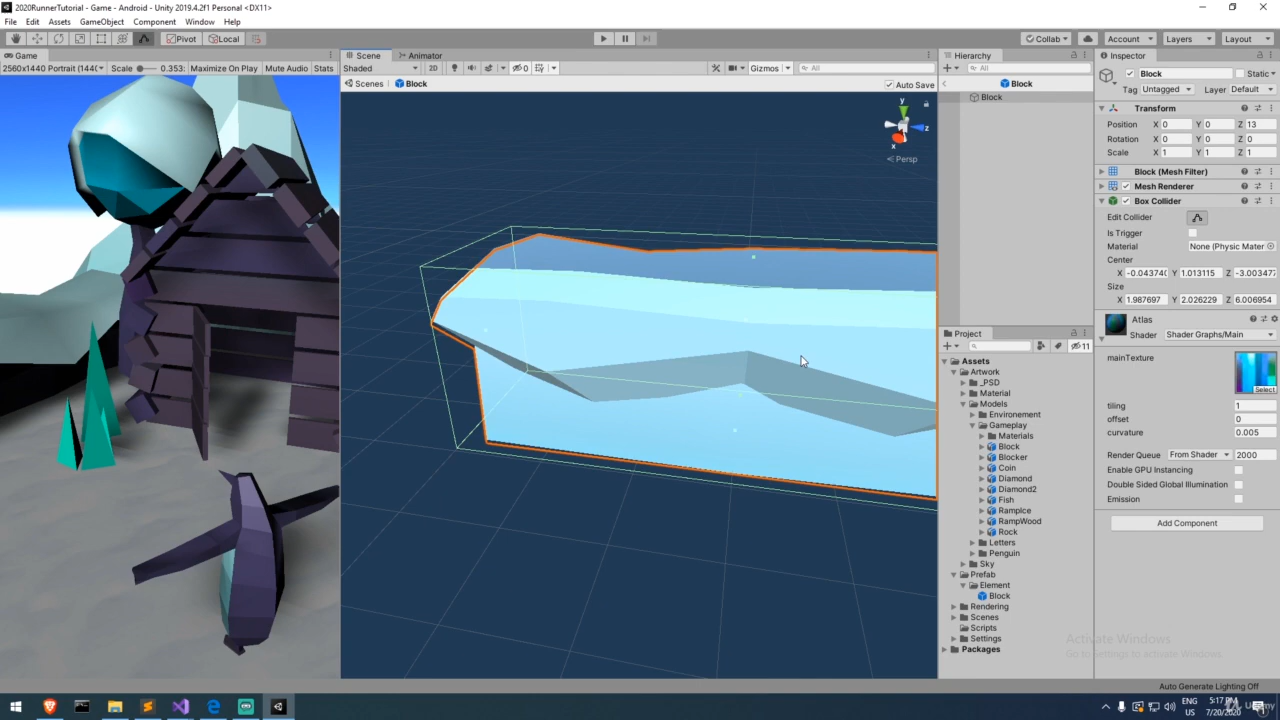 2020RunnerTutorial - Game - Android - Unity 2019.4.2f1 Personal <DX11>
File Edit Assets GameObject Component Window Help
Pivot Local Collab Account Layers Layout
Game Scene Animator Hierarchy Inspector
2560x1440 Portrait (144( Scale 0.353: Maximize On Play Mute Audio Stats Shaded 2D 0 Gizmos All All
Block Static
Scenes Block Auto Save Block
Tag Untagged Layer Default
Block
Transform
Position X 0 Y 0 Z 13
Rotation X 0 Y 0 Z 0
Scale X 1 Y 1 Z 1
y
z
x
Persp
Block (Mesh Filter)
Mesh Renderer
Box Collider
Edit Collider
Is Trigger
Material None (Physic Mater
Center
X -0.04374( Y 1.013115 Z -3.003477
Size
X 1.987697 Y 2.026229 Z 6.006954
Atlas
Shader Shader Graphs/Main
mainTexture
Select
tiling 1
offset 0
curvature 0.005
Render Queue From Shader 2000
Enable GPU Instancing
Double Sided Global Illumination
Emission
Add Component
Project
11
Assets
Artwork
_PSD
Material
Models
Environement
Gameplay
Materials
Block
Blocker
Coin
Diamond
Diamond2
Fish
RampIce
RampWood
Rock
Letters
Penguin
Sky
Prefab
Element
Block
Rendering
Scenes
Scripts
Settings
Packages
Activate Windows
Go to Settings to activate Windows.
Auto Generate Lighting Off
ENG
US
5:17 PM
7/20/2020
Udemy